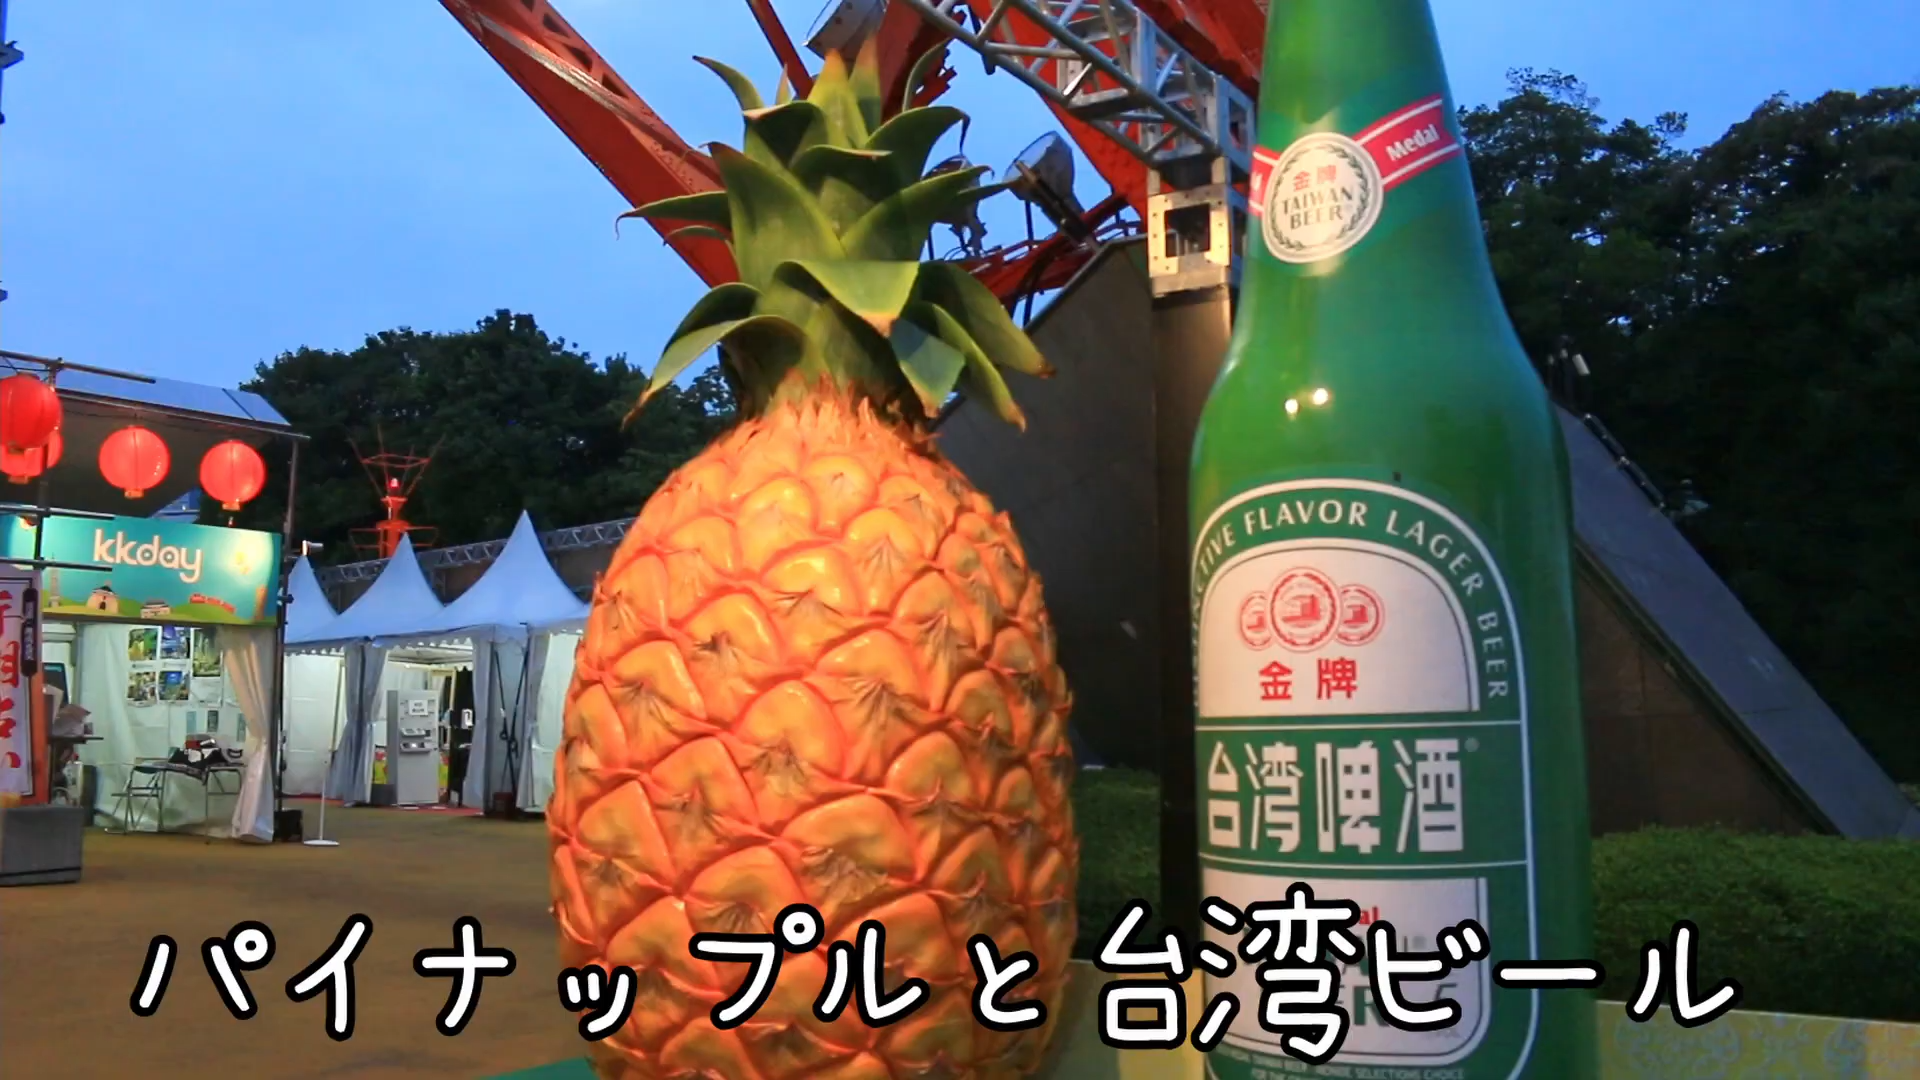 Medal
金牌
TAIWAN
BEER
FLAVOR LAGER BEER
金牌
台湾啤酒
kkday
パイナップルと台湾ビール